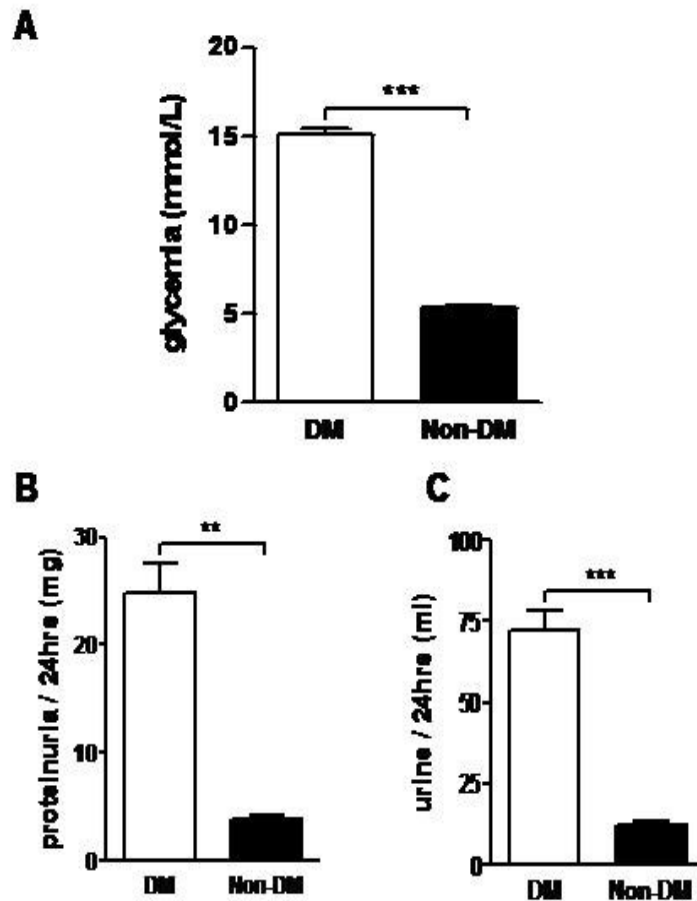 A
glycemia (mmol/L)
20
15
10
5
0
***
DM Non-DM
B
proteinuria / 24hrs (mg)
30
20
10
0
**
DM Non-DM
C
urine / 24hrs (ml)
100
75
50
25
0
***
DM Non-DM